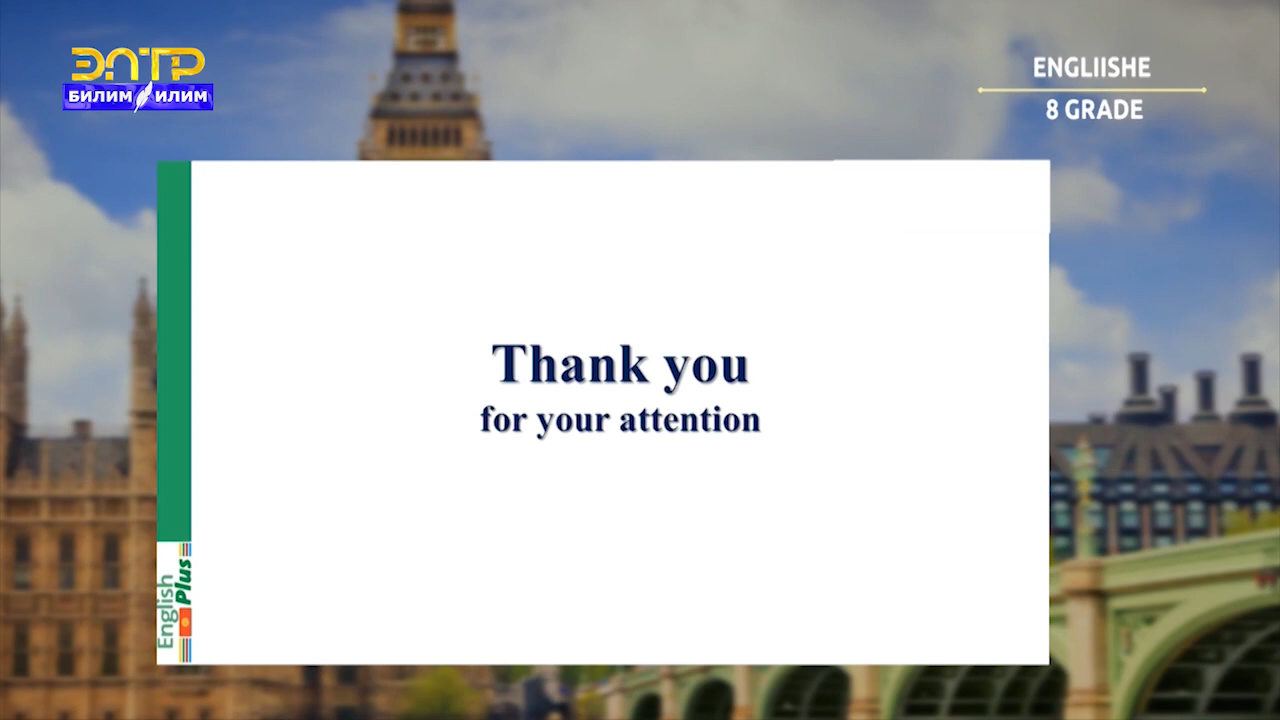 ЭЛТР
БИЛИМ ИЛИМ
ENGLIISHE
8 GRADE
Thank you
for your attention
English
Plus